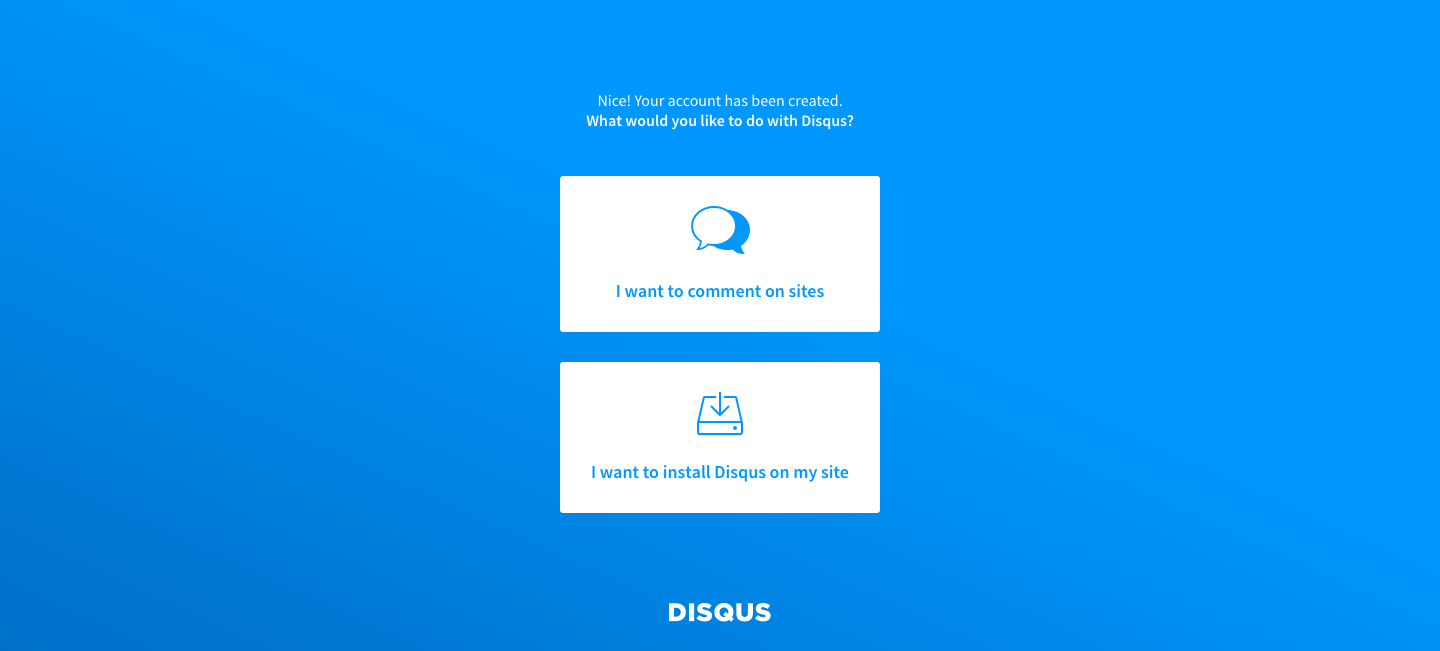 Nice! Your account has been created.
What would you like to do with Disqus?
I want to comment on sites
I want to install Disqus on my site
DISQUS